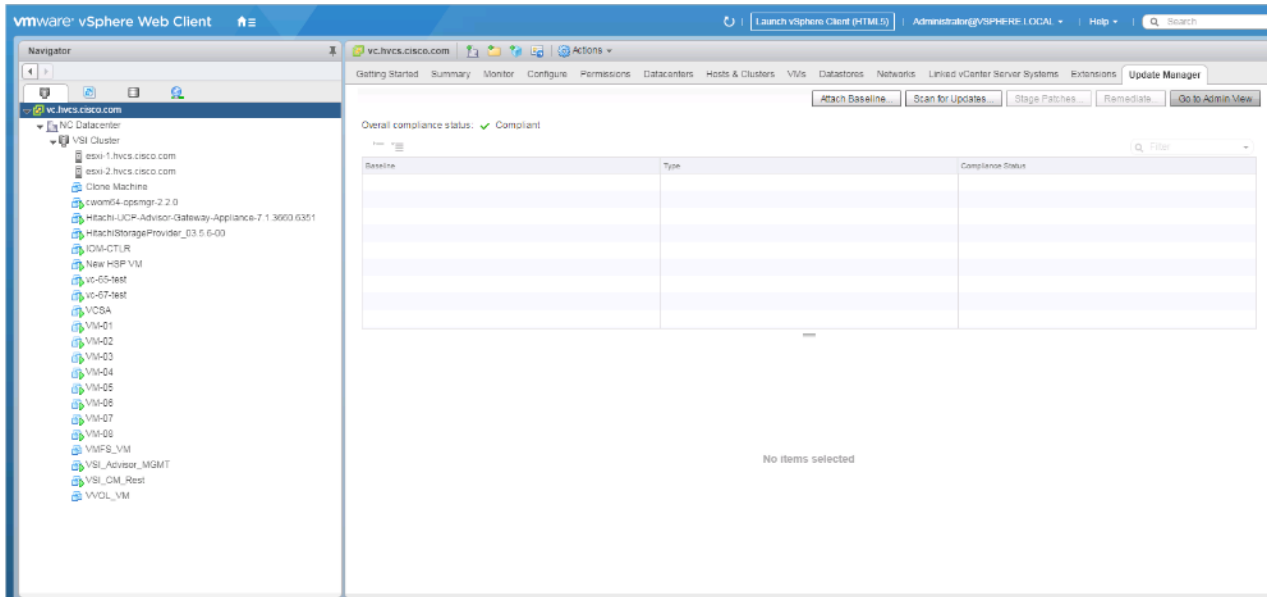 vmware® vSphere Web Client
Launch vSphere Client (HTML5) | Administrator@VSPHERE.LOCAL | Help | Search
Navigator
vc.hvcs.cisco.com
NC Datacenter
VSI Cluster
esxi-1.hvcs.cisco.com
esxi-2.hvcs.cisco.com
Clone Machine
cwom64-opsmgr-2.2.0
Hitachi-UCP-Advisor-Gateway-Appliance-7.1.3660.6351
HitachiStorageProvider_03.5.6-00
IOM-CTLR
New HSP VM
vc-65-test
vc-67-test
VCSA
VM-01
VM-02
VM-03
VM-04
VM-05
VM-06
VM-07
VM-08
VMFS_VM
VSI_Advisor_MGMT
VSI_CM_Rest
VVOL_VM
vc.hvcs.cisco.com | Actions
Getting Started Summary Monitor Configure Permissions Datacenters Hosts & Clusters VMs Datastores Networks Linked vCenter Server Systems Extensions Update Manager
Attach Baseline... Scan for Updates... Stage Patches... Remediate... Go to Admin View
Overall compliance status: Compliant
Filter
Baseline Type Compliance Status
No items selected